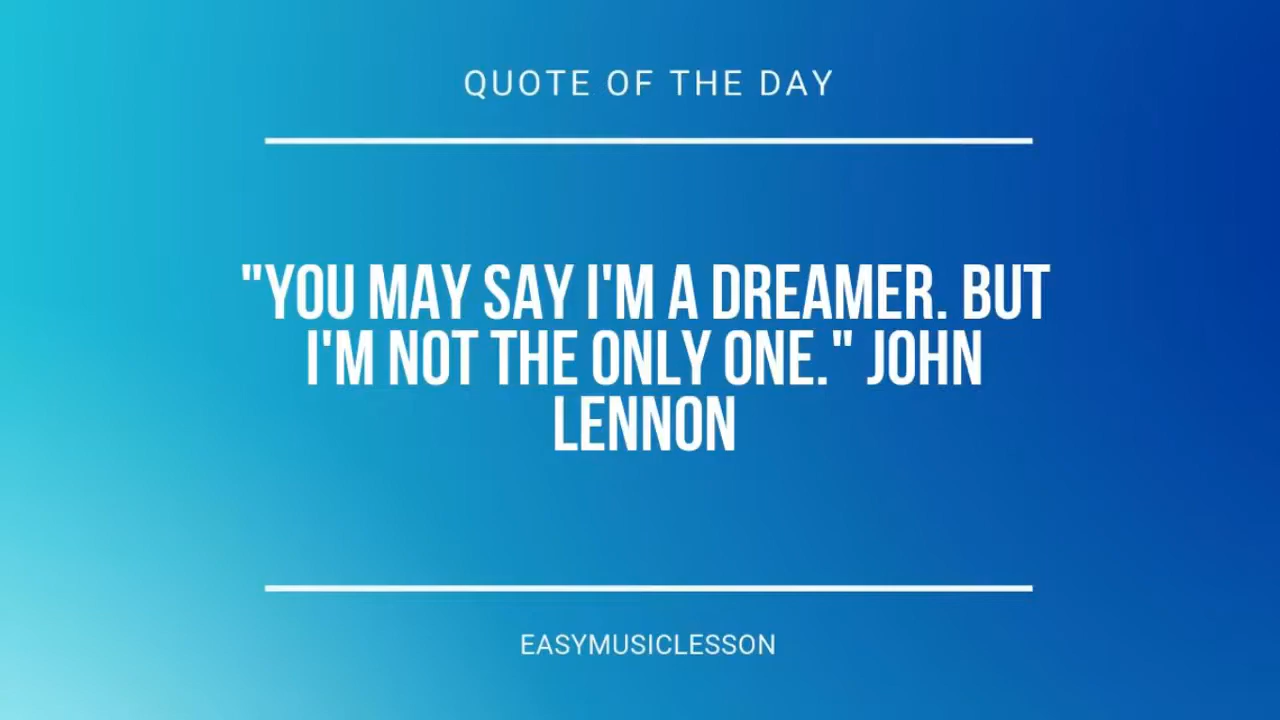 QUOTE OF THE DAY
"YOU MAY SAY I'M A DREAMER. BUT
I'M NOT THE ONLY ONE." JOHN
LENNON
EASYMUSICLESSON